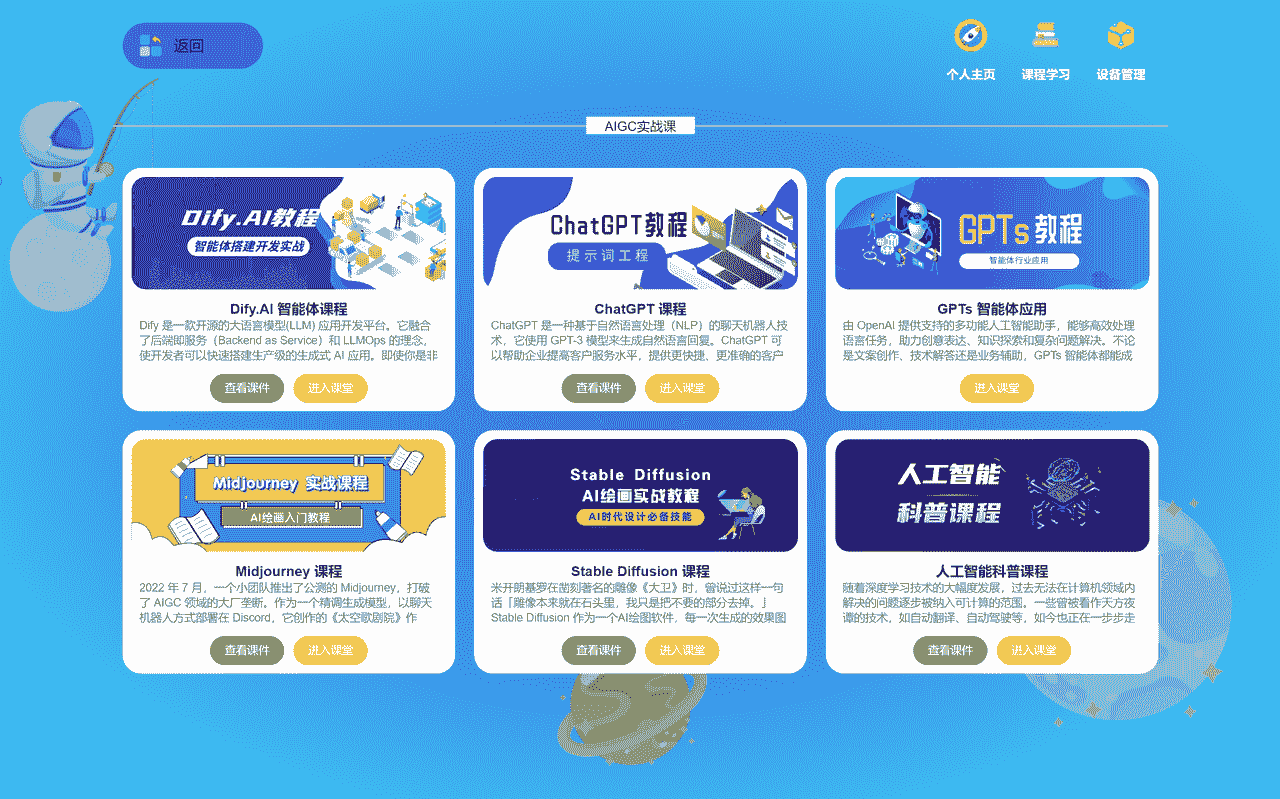 返回
个人主页
课程学习
设备管理
AIGC实战课
Dify.AI教程
智能体搭建开发实战
Dify.AI 智能体课程
Dify 是一款开源的大语言模型(LLM) 应用开发平台。它融合
了后端即服务（Backend as Service）和 LLMOps 的理念，
使开发者可以快速搭建生产级的生成式 AI 应用。即使你是非
查看课件
进入课堂
ChatGPT教程
提示词工程
ChatGPT 课程
ChatGPT 是一种基于自然语言处理（NLP）的聊天机器人技
术，它使用 GPT-3 模型来生成自然语言回复。ChatGPT 可
以帮助企业提高客户服务水平，提供更快捷、更准确的客户
查看课件
进入课堂
GPTs教程
智能体行业应用
GPTs 智能体应用
由 OpenAI 提供支持的多功能人工智能助手，能够高效处理
语言任务，助力创意表达、知识探索和复杂问题解决。不论
是文案创作、技术解答还是业务辅助，GPTs 智能体都能成
进入课堂
Midjourney 实战课程
AI绘画入门教程
Midjourney 课程
2022 年 7 月，一个小团队推出了公测的 Midjourney，打破
了 AIGC 领域的大厂垄断。作为一个精调生成模型，以聊天
机器人方式部署在 Discord，它创作的《太空歌剧院》作
查看课件
进入课堂
Stable Diffusion
AI绘画实战教程
AI时代设计必备技能
Stable Diffusion 课程
米开朗基罗在凿刻著名的雕像《大卫》时，曾说过这样一句
话「雕像本来就在石头里，我只是把不要的部分去掉。」
Stable Diffusion 作为一个AI绘图软件，每一次生成的效果图
查看课件
进入课堂
人工智能
科普课程
人工智能科普课程
随着深度学习技术的大幅度发展，过去无法在计算机领域内
解决的问题逐步被纳入可计算的范围。一些曾被看作天方夜
谭的技术，如自动翻译、自动驾驶等，如今也正在一步步走
查看课件
进入课堂